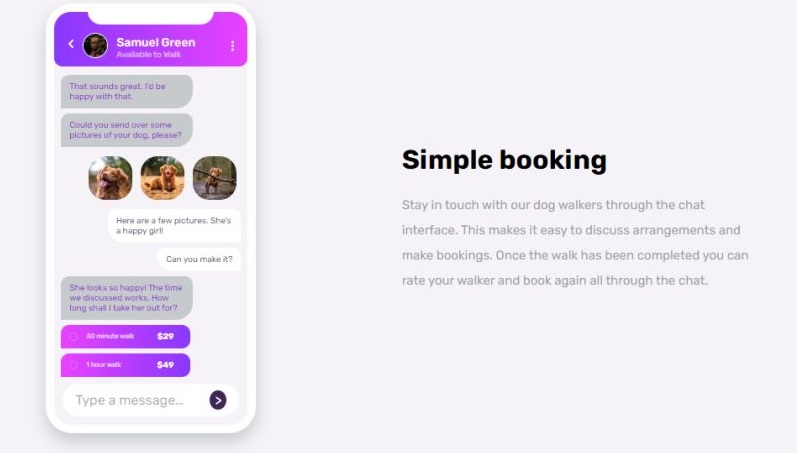 Samuel Green
Available to Walk
That sounds great. I'd be
happy with that.
Could you send over some
pictures of your dog, please?
Here are a few pictures. She's
a happy girl!
Can you make it?
She looks so happy! The time
we discussed works. How
long shall I take her out for?
30 minute walk $29
1 hour walk $49
Type a message...
Simple booking
Stay in touch with our dog walkers through the chat
interface. This makes it easy to discuss arrangements and
make bookings. Once the walk has been completed you can
rate your walker and book again all through the chat.